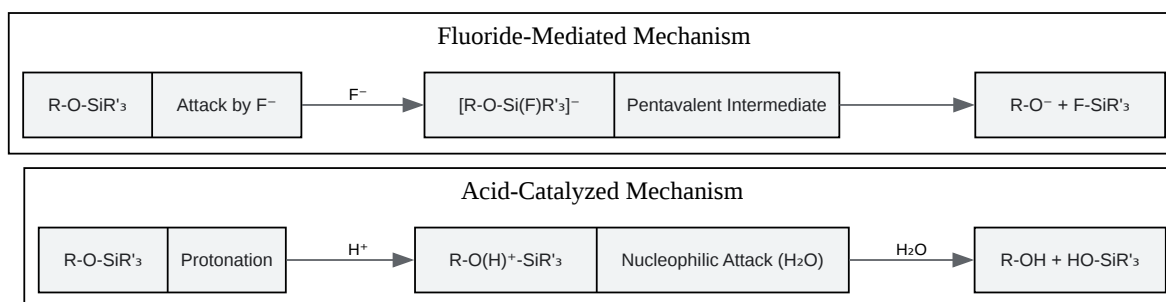 Fluoride-Mediated Mechanism
R-O-SiR'₃
Attack by F⁻
F⁻
[R-O-Si(F)R'₃]⁻
Pentavalent Intermediate
R-O⁻ + F-SiR'₃
Acid-Catalyzed Mechanism
R-O-SiR'₃
Protonation
H⁺
R-O(H)⁺-SiR'₃
Nucleophilic Attack (H₂O)
H₂O
R-OH + HO-SiR'₃